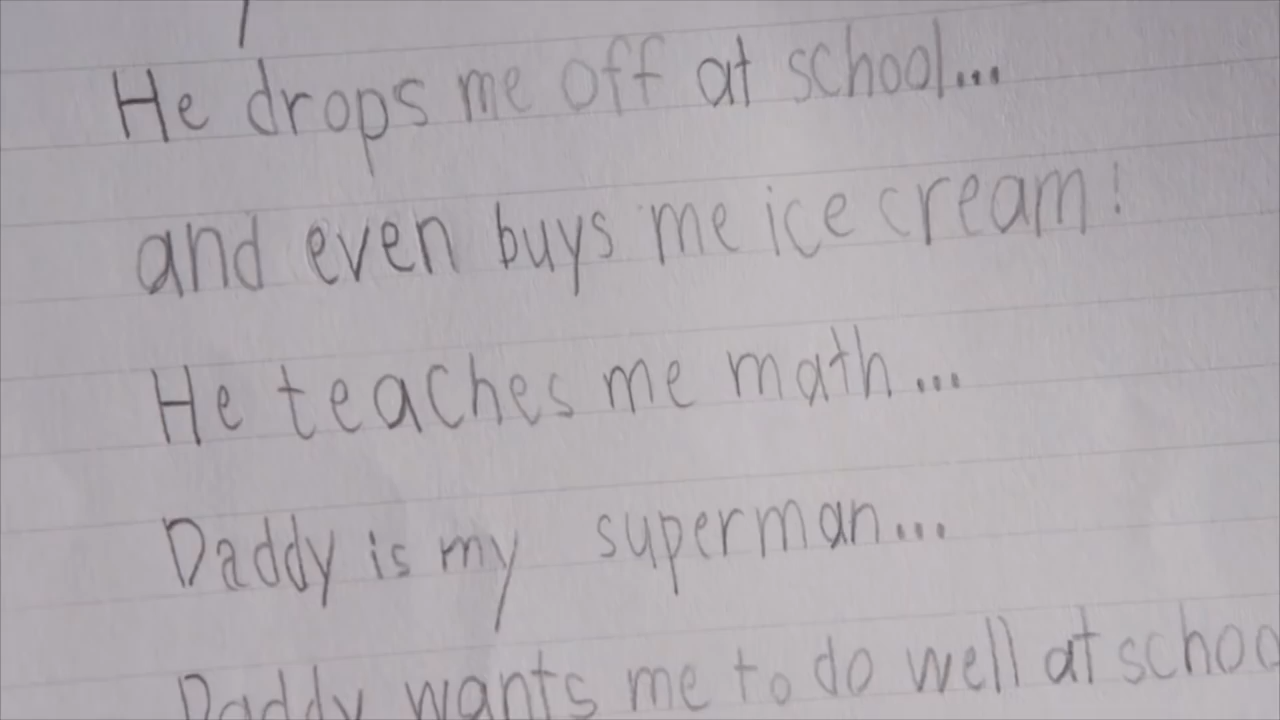 He drops me off at school...
and even buys me ice cream!
He teaches me math...
Daddy is my superman...
Daddy wants me to do well at schoo